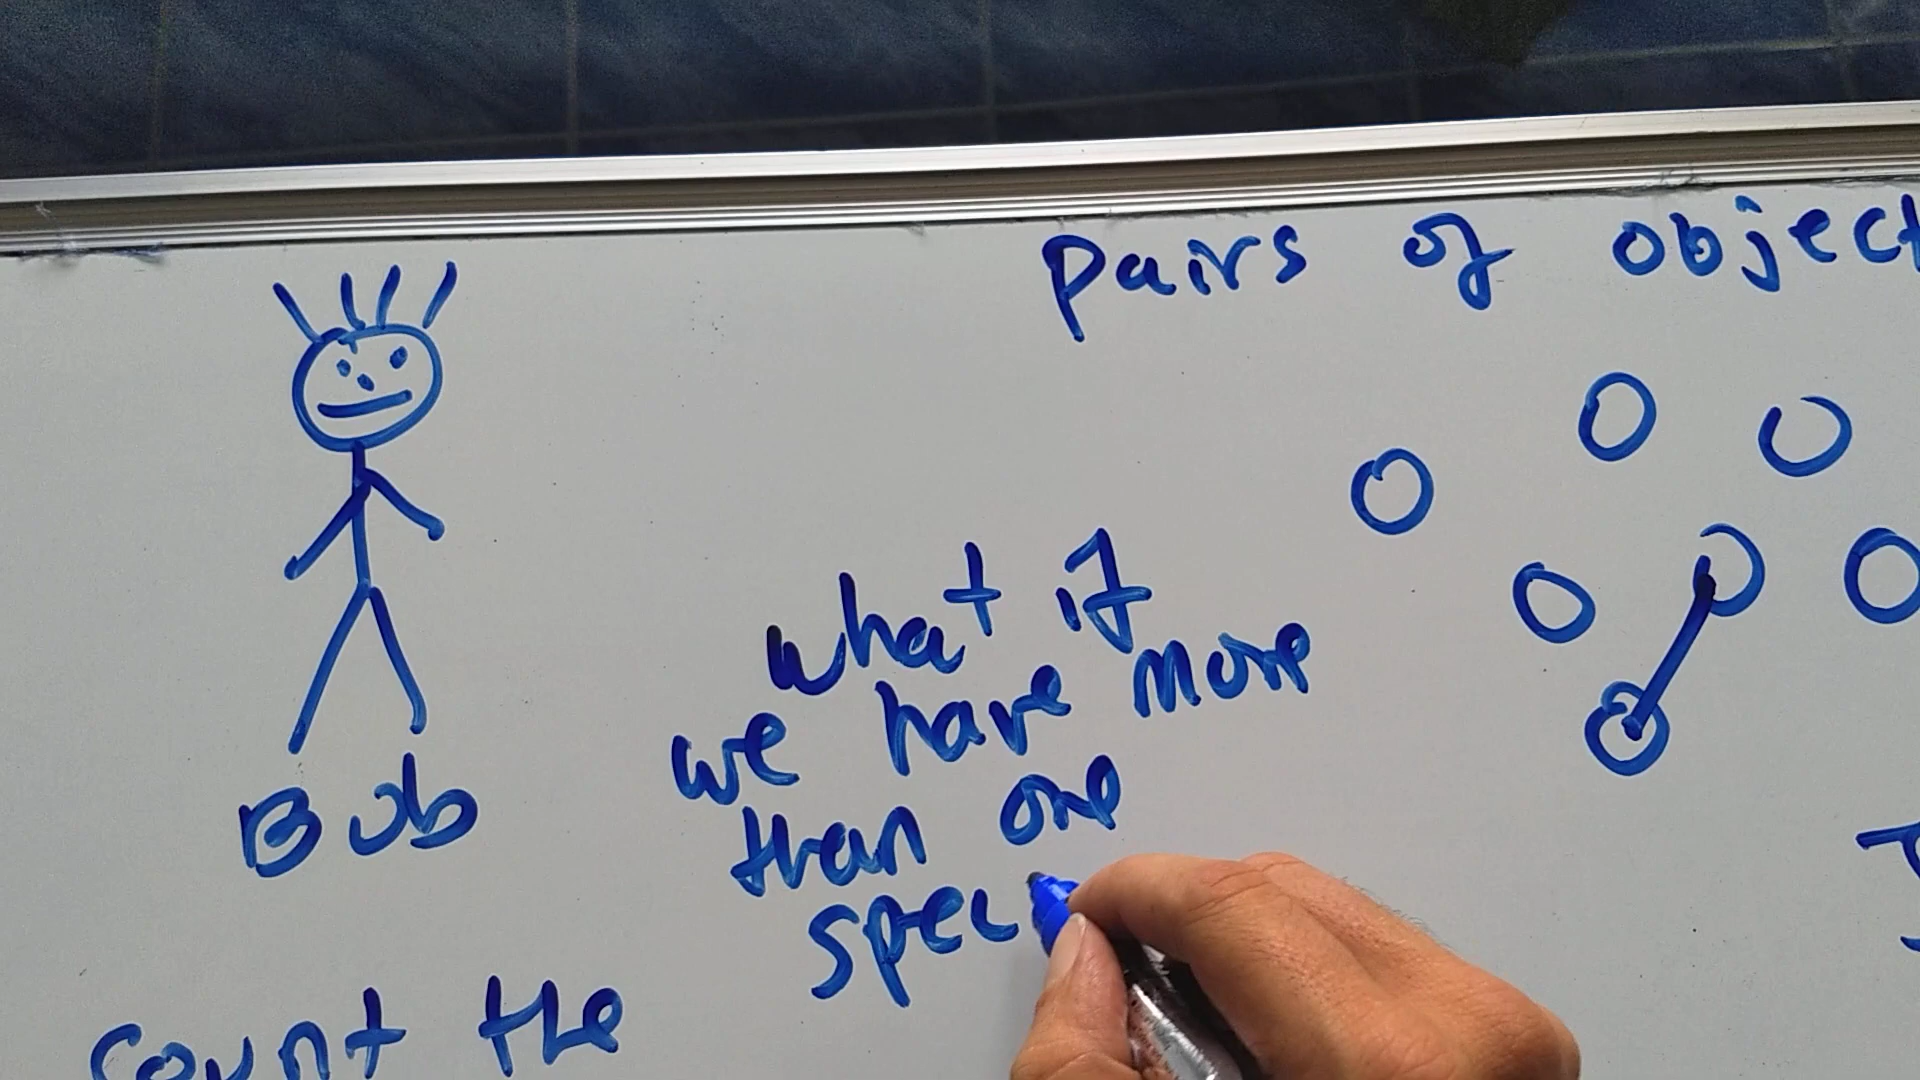 Pairs of object
what if
we have more
than one
spec
Bob
Count the